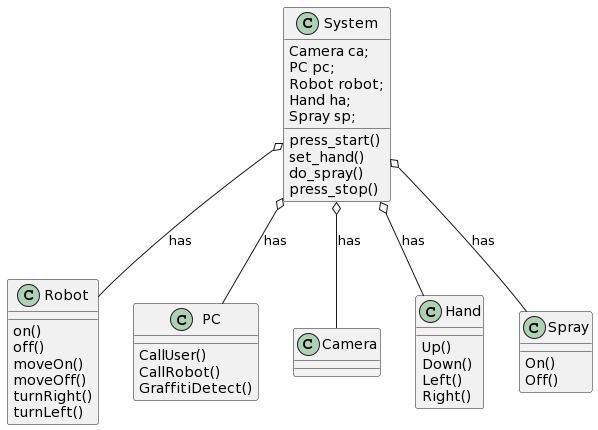 C System
Camera ca;
PC pc;
Robot robot;
Hand ha;
Spray sp;
press_start()
set_hand()
do_spray()
press_stop()
has
has
has
has
has
C Robot
on()
off()
moveOn()
moveOff()
turnRight()
turnLeft()
C PC
CallUser()
CallRobot()
GraffitiDetect()
C Camera
C Hand
Up()
Down()
Left()
Right()
C Spray
On()
Off()